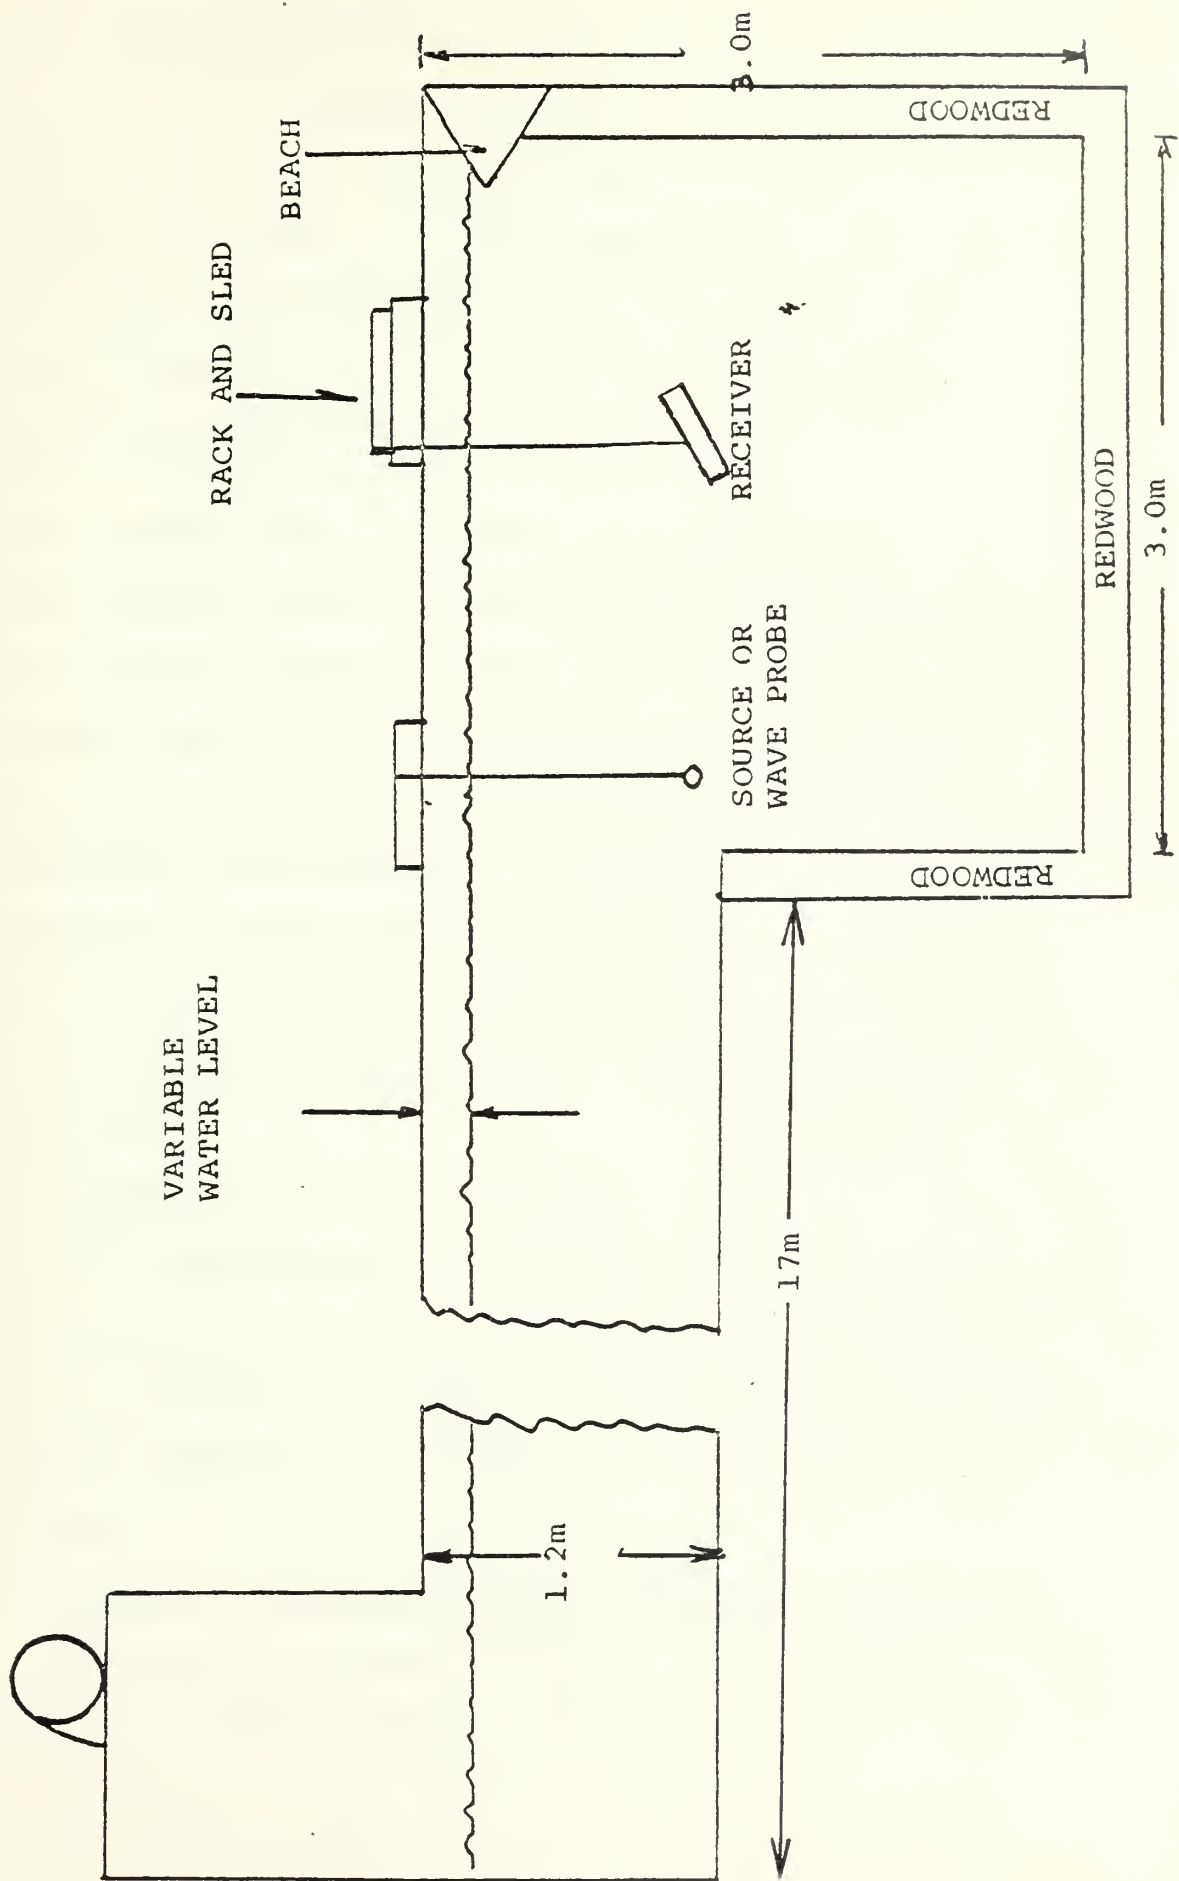 VARIABLE
WATER LEVEL
RACK AND SLED
BEACH
3.0m
REDWOOD
RECEIVER
SOURCE OR
WAVE PROBE
REDWOOD
REDWOOD
3.0m
17m
1.2m